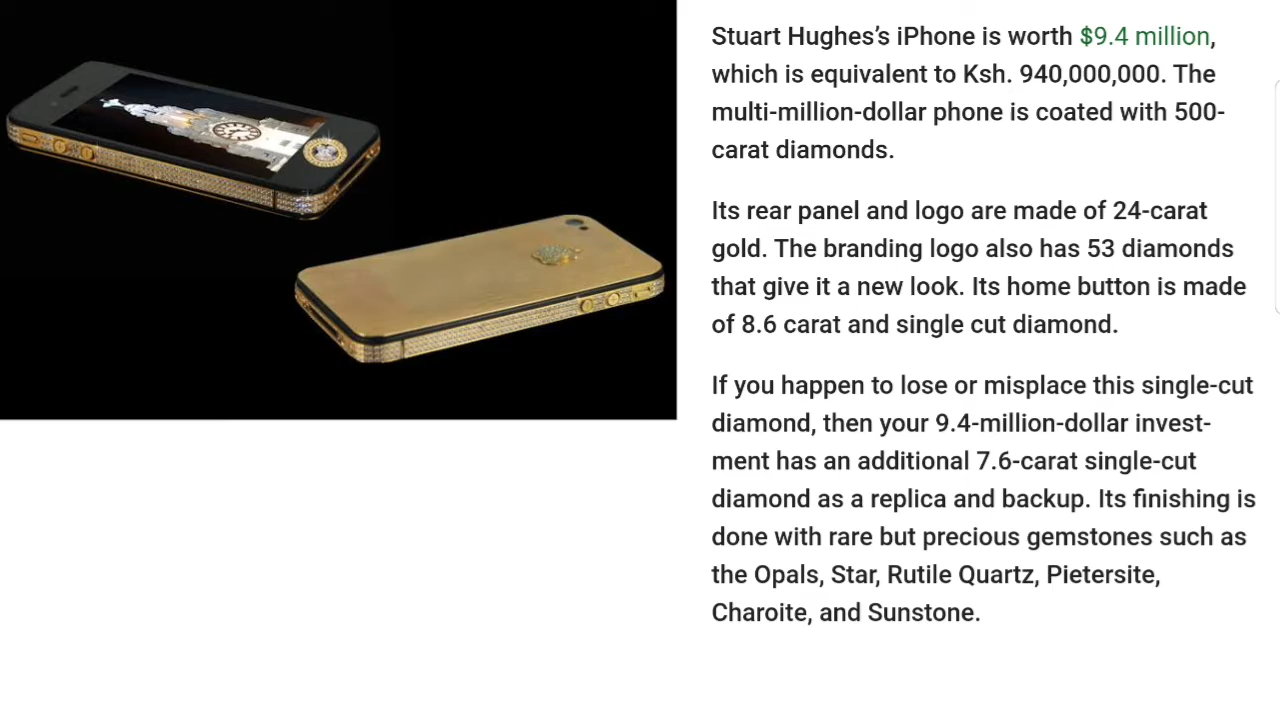 Stuart Hughes’s iPhone is worth $9.4 million,
which is equivalent to Ksh. 940,000,000. The
multi-million-dollar phone is coated with 500-
carat diamonds.
Its rear panel and logo are made of 24-carat
gold. The branding logo also has 53 diamonds
that give it a new look. Its home button is made
of 8.6 carat and single cut diamond.
If you happen to lose or misplace this single-cut
diamond, then your 9.4-million-dollar invest-
ment has an additional 7.6-carat single-cut
diamond as a replica and backup. Its finishing is
done with rare but precious gemstones such as
the Opals, Star, Rutile Quartz, Pietersite,
Charoite, and Sunstone.